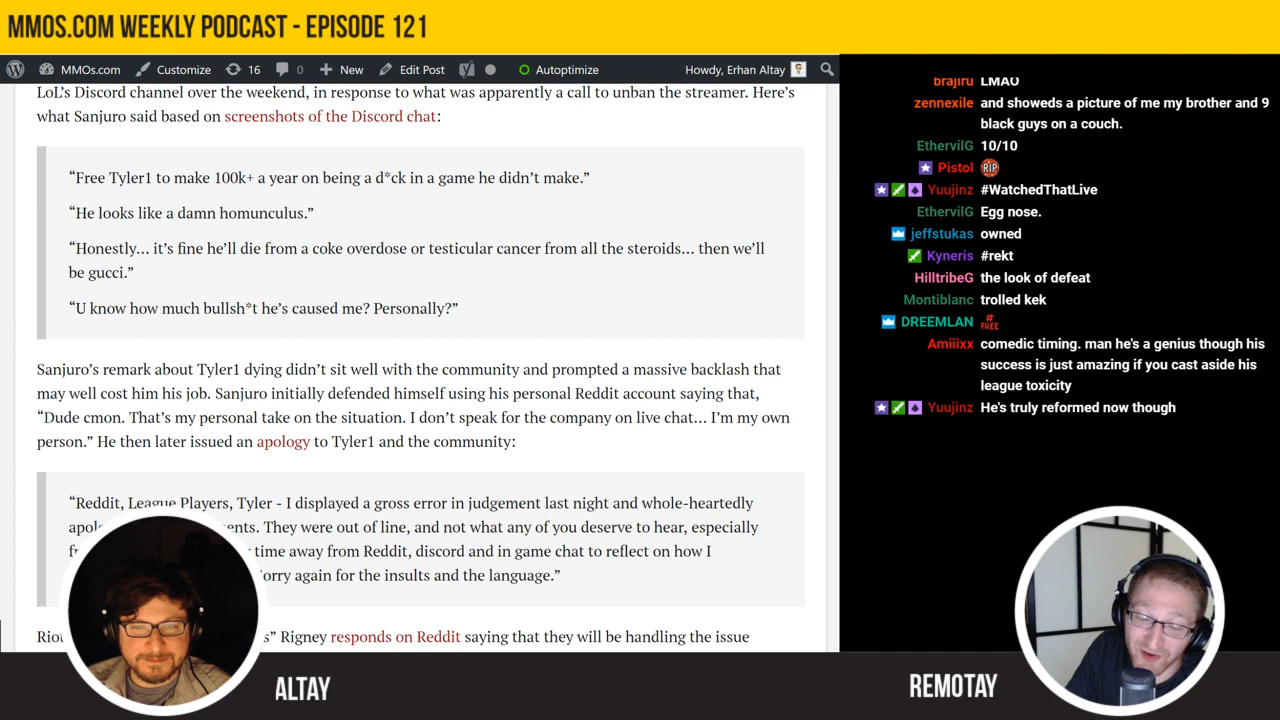 MMOS.COM WEEKLY PODCAST - EPISODE 121
MMOs.com Customize 16 0 New Edit Post Autoptimize Howdy, Erhan Altay
LoL's Discord channel over the weekend, in response to what was apparently a call to unban the streamer. Here's
what Sanjuro said based on screenshots of the Discord chat:
“Free Tyler1 to make 100k+ a year on being a d*ck in a game he didn't make.”
“He looks like a damn homunculus.”
“Honestly… it's fine he'll die from a coke overdose or testicular cancer from all the steroids… then we'll
be gucci.”
“U know how much bullsh*t he's caused me? Personally?”
Sanjuro's remark about Tyler1 dying didn't sit well with the community and prompted a massive backlash that
may well cost him his job. Sanjuro initially defended himself using his personal Reddit account saying that,
“Dude cmon. That's my personal take on the situation. I don't speak for the company on live chat… I'm my own
person.” He then later issued an apology to Tyler1 and the community:
“Reddit, League Players, Tyler - I displayed a gross error in judgement last night and whole-heartedly
They were out of line, and not what any of you deserve to hear, especially
time away from Reddit, discord and in game chat to reflect on how I
again for the insults and the language.”
Rigney responds on Reddit saying that they will be handling the issue
brajiru LMAO
zennexile and showeds a picture of me my brother and 9
black guys on a couch.
EthervilG 10/10
Pistol RIP
Yuujinz #WatchedThatLive
EthervilG Egg nose.
jeffstukas owned
Kyneris #rekt
HilltribeG the look of defeat
Montiblanc trolled kek
DREEMLAN # FREE
Amiiixx comedic timing. man he's a genius though his
success is just amazing if you cast aside his
league toxicity
Yuujinz He's truly reformed now though
ALTAY
REMOTAY